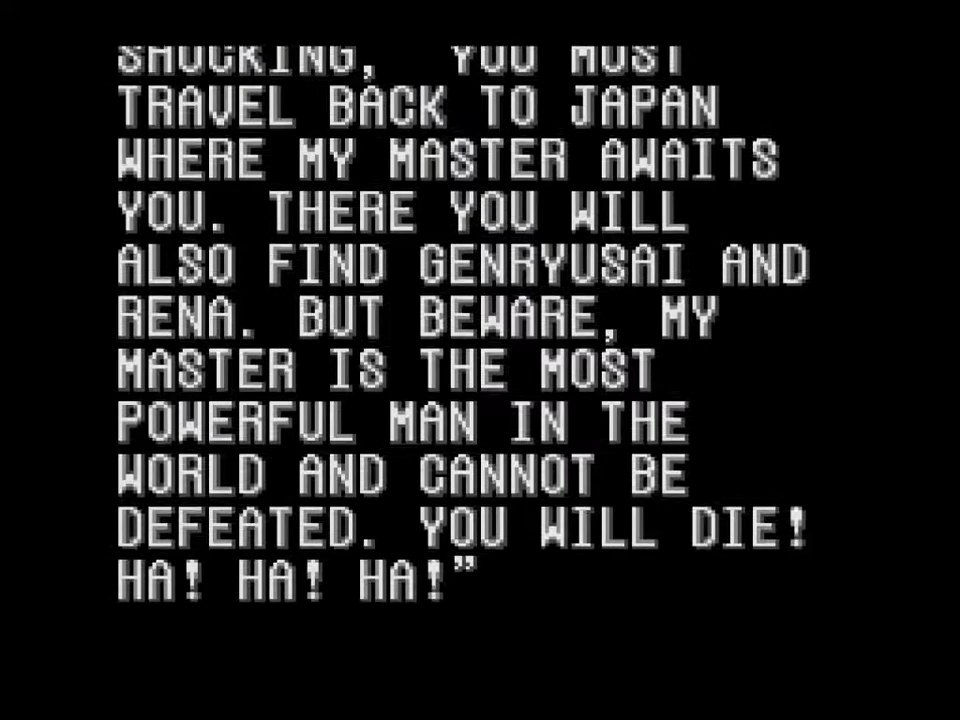 SHOCKING, YOU MUST
TRAVEL BACK TO JAPAN
WHERE MY MASTER AWAITS
YOU. THERE YOU WILL
ALSO FIND GENRYUSAI AND
RENA. BUT BEWARE, MY
MASTER IS THE MOST
POWERFUL MAN IN THE
WORLD AND CANNOT BE
DEFEATED. YOU WILL DIE!
HA! HA! HA!”